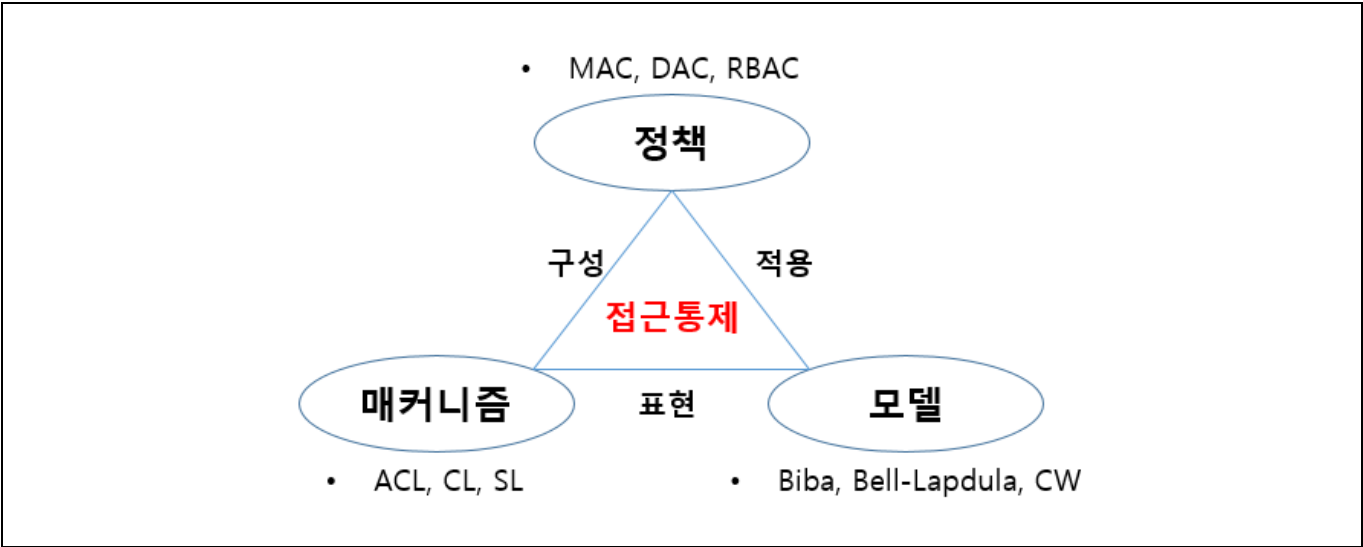 • MAC, DAC, RBAC
정책
구성
적용
접근통제
매커니즘
표현
모델
• ACL, CL, SL
• Biba, Bell-Lapdula, CW